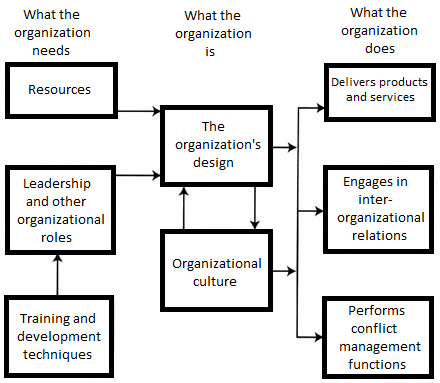 What the
organization
needs
What the
organization
is
What the
organization
does
Resources
Leadership
and other
organizational
roles
Training and
development
techniques
The
organization's
design
Organizational
culture
Delivers products
and services
Engages in
inter-
organizational
relations
Performs
conflict
management
functions